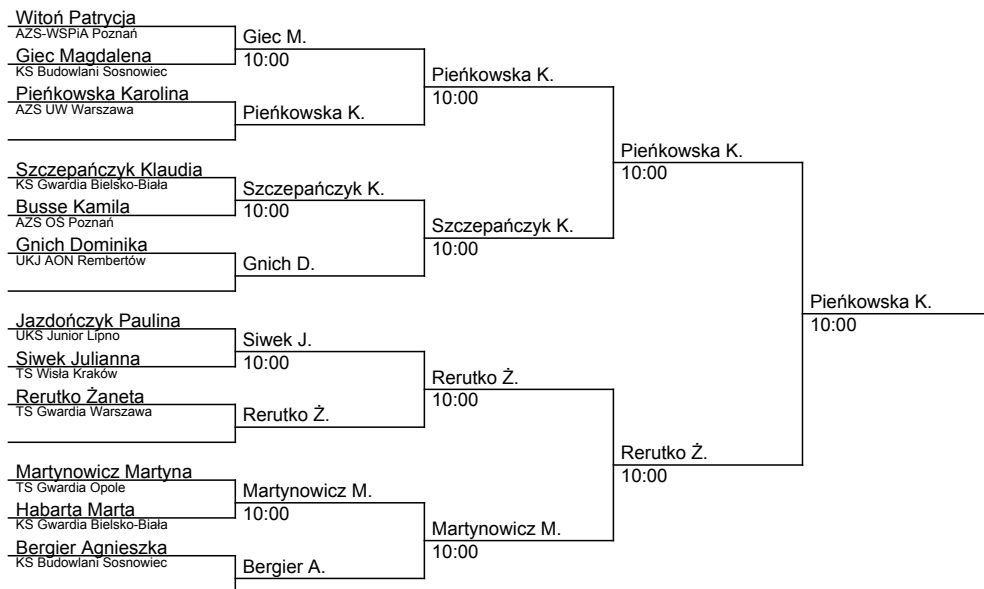 Witoń Patrycja
AZS-WSPiA Poznań
Giec Magdalena
KS Budowlani Sosnowiec
Pieńkowska Karolina
AZS UW Warszawa
Szczepańczyk Klaudia
KS Gwardia Bielsko-Biała
Busse Kamila
AZS OŚ Poznań
Gnich Dominika
UKJ AON Rembertów
Jazdończyk Paulina
UKS Junior Lipno
Siwek Julianna
TS Wisła Kraków
Rerutko Żaneta
TS Gwardia Warszawa
Martynowicz Martyna
TS Gwardia Opole
Habarta Marta
KS Gwardia Bielsko-Biała
Bergier Agnieszka
KS Budowlani Sosnowiec
Giec M.
10:00
Pieńkowska K.
Szczepańczyk K.
10:00
Gnich D.
Siwek J.
10:00
Rerutko Ż.
Martynowicz M.
10:00
Bergier A.
Pieńkowska K.
10:00
Szczepańczyk K.
10:00
Rerutko Ż.
10:00
Martynowicz M.
10:00
Pieńkowska K.
10:00
Rerutko Ż.
10:00
Pieńkowska K.
10:00